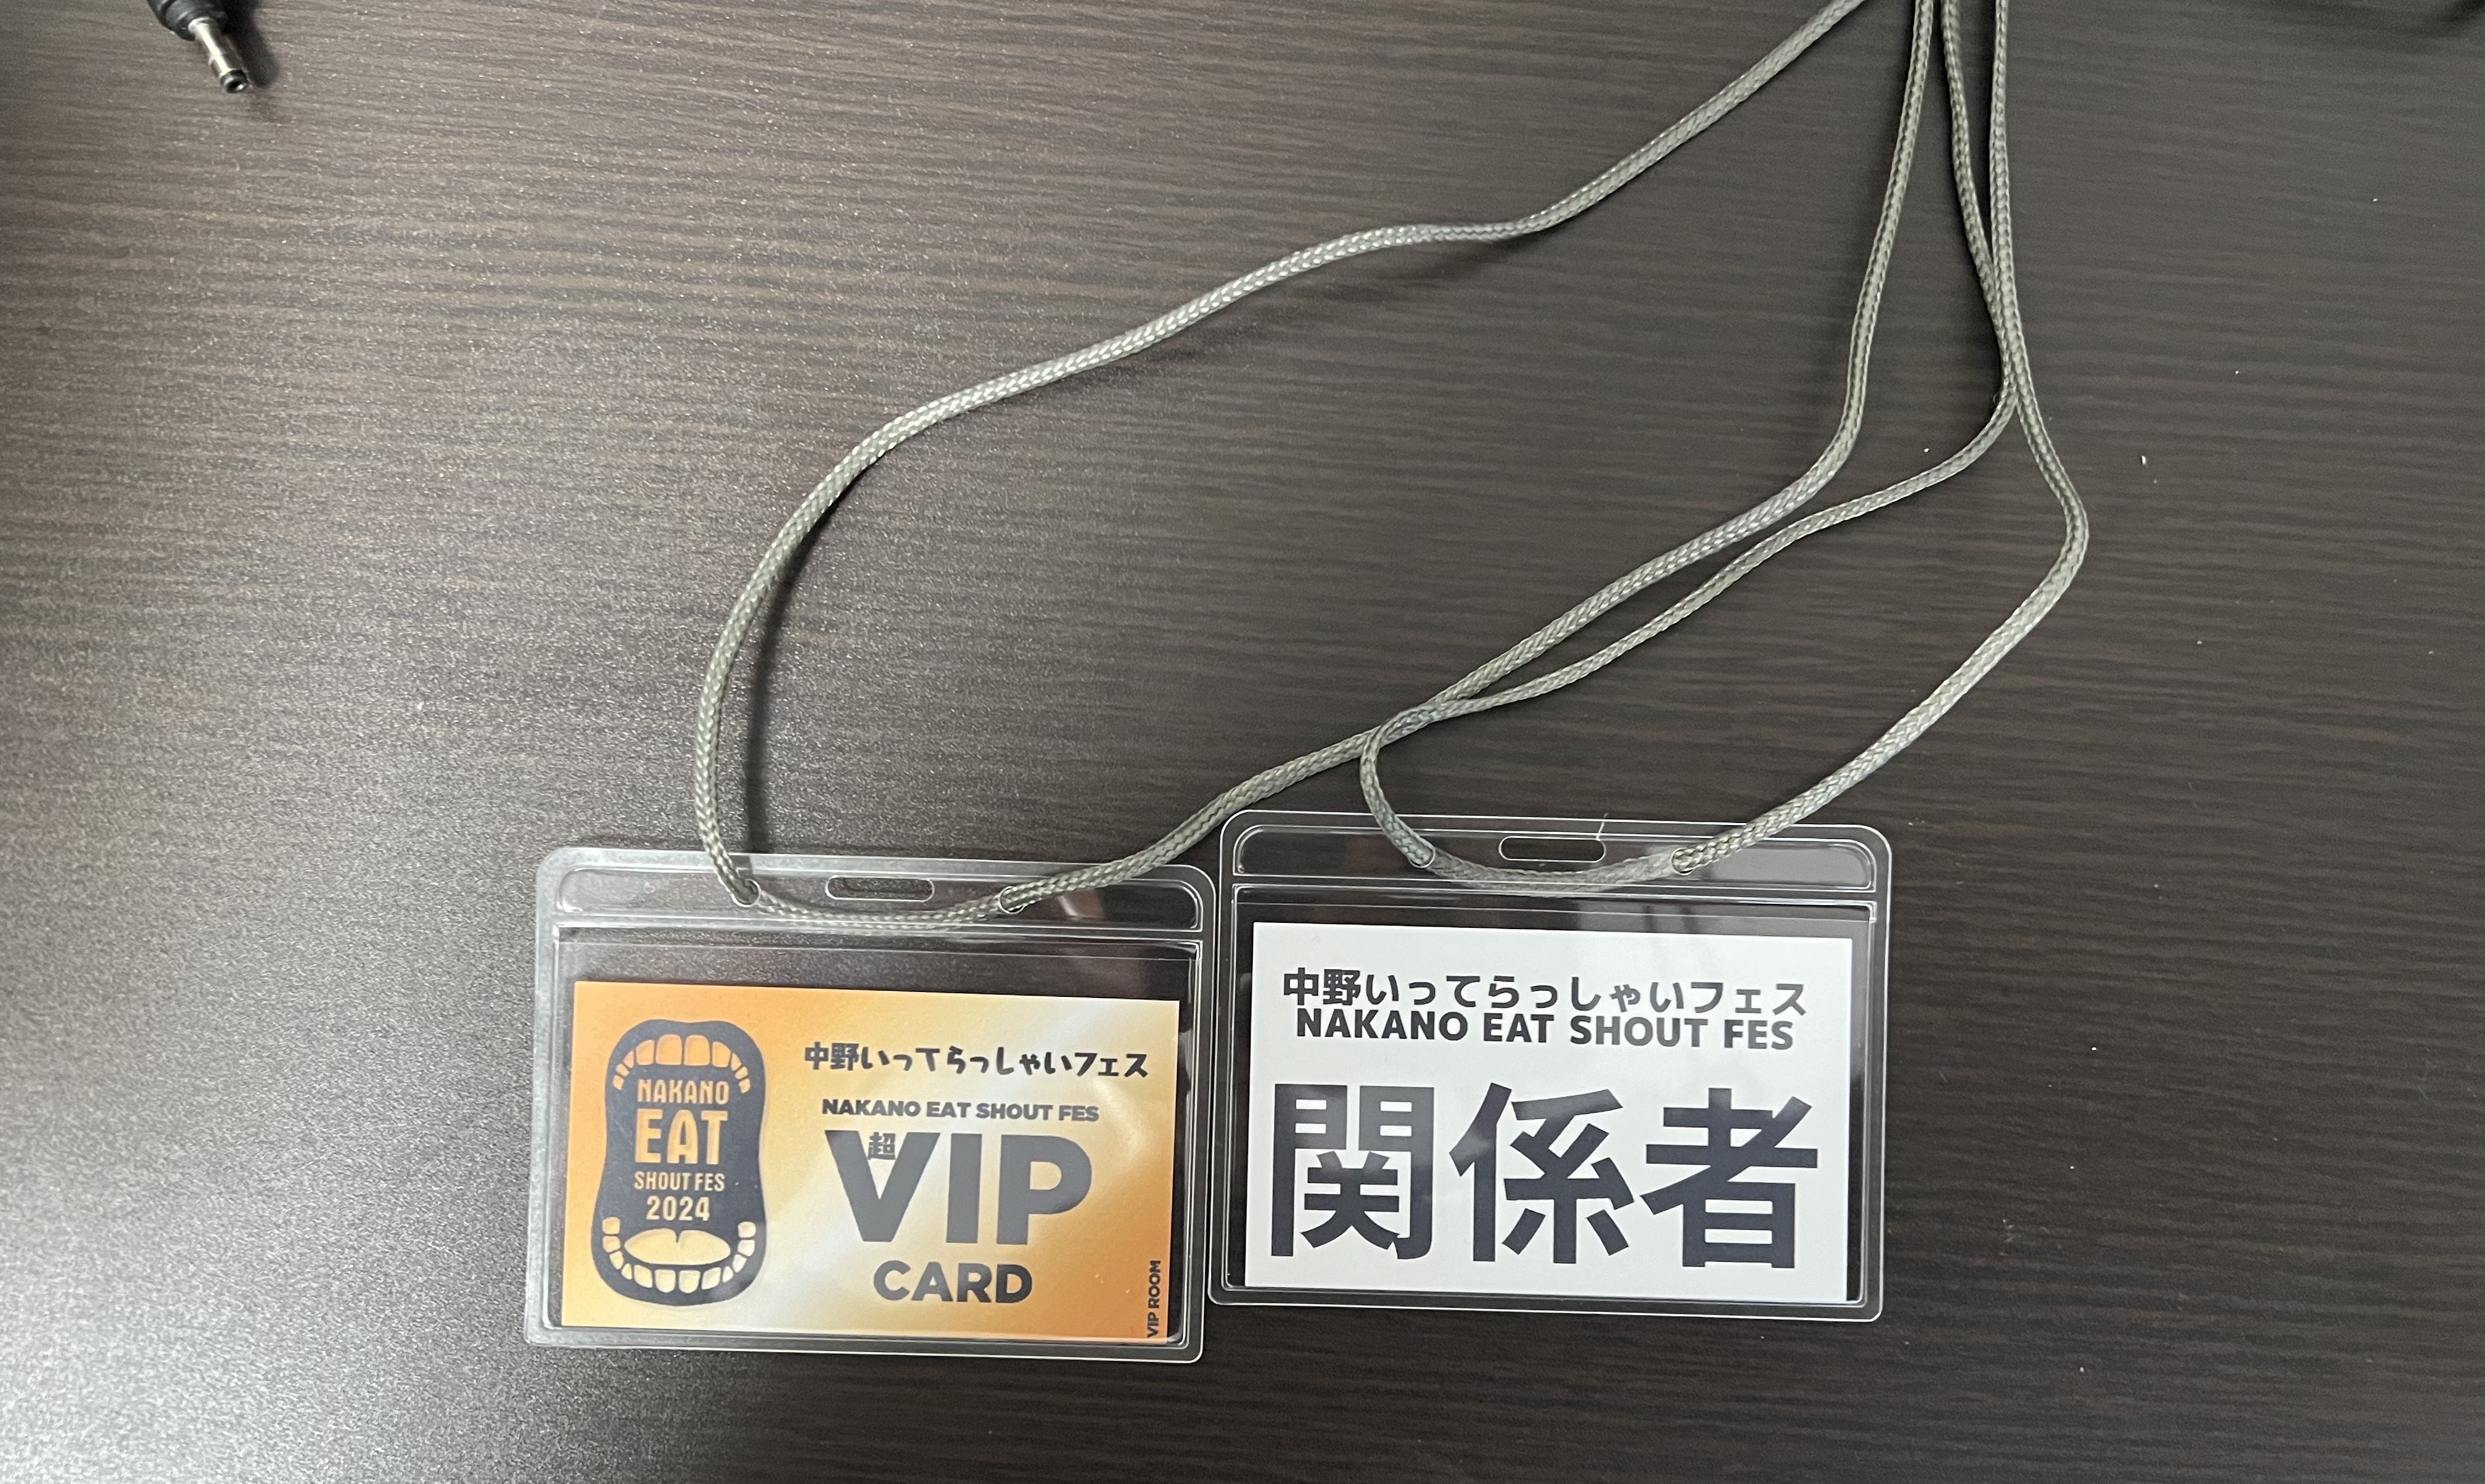 NAKANO
EAT
SHOUT FES
2024
中野いってらっしゃいフェス
NAKANO EAT SHOUT FES
超
VIP
CARD
VIP ROOM
中野いってらっしゃいフェス
NAKANO EAT SHOUT FES
関係者